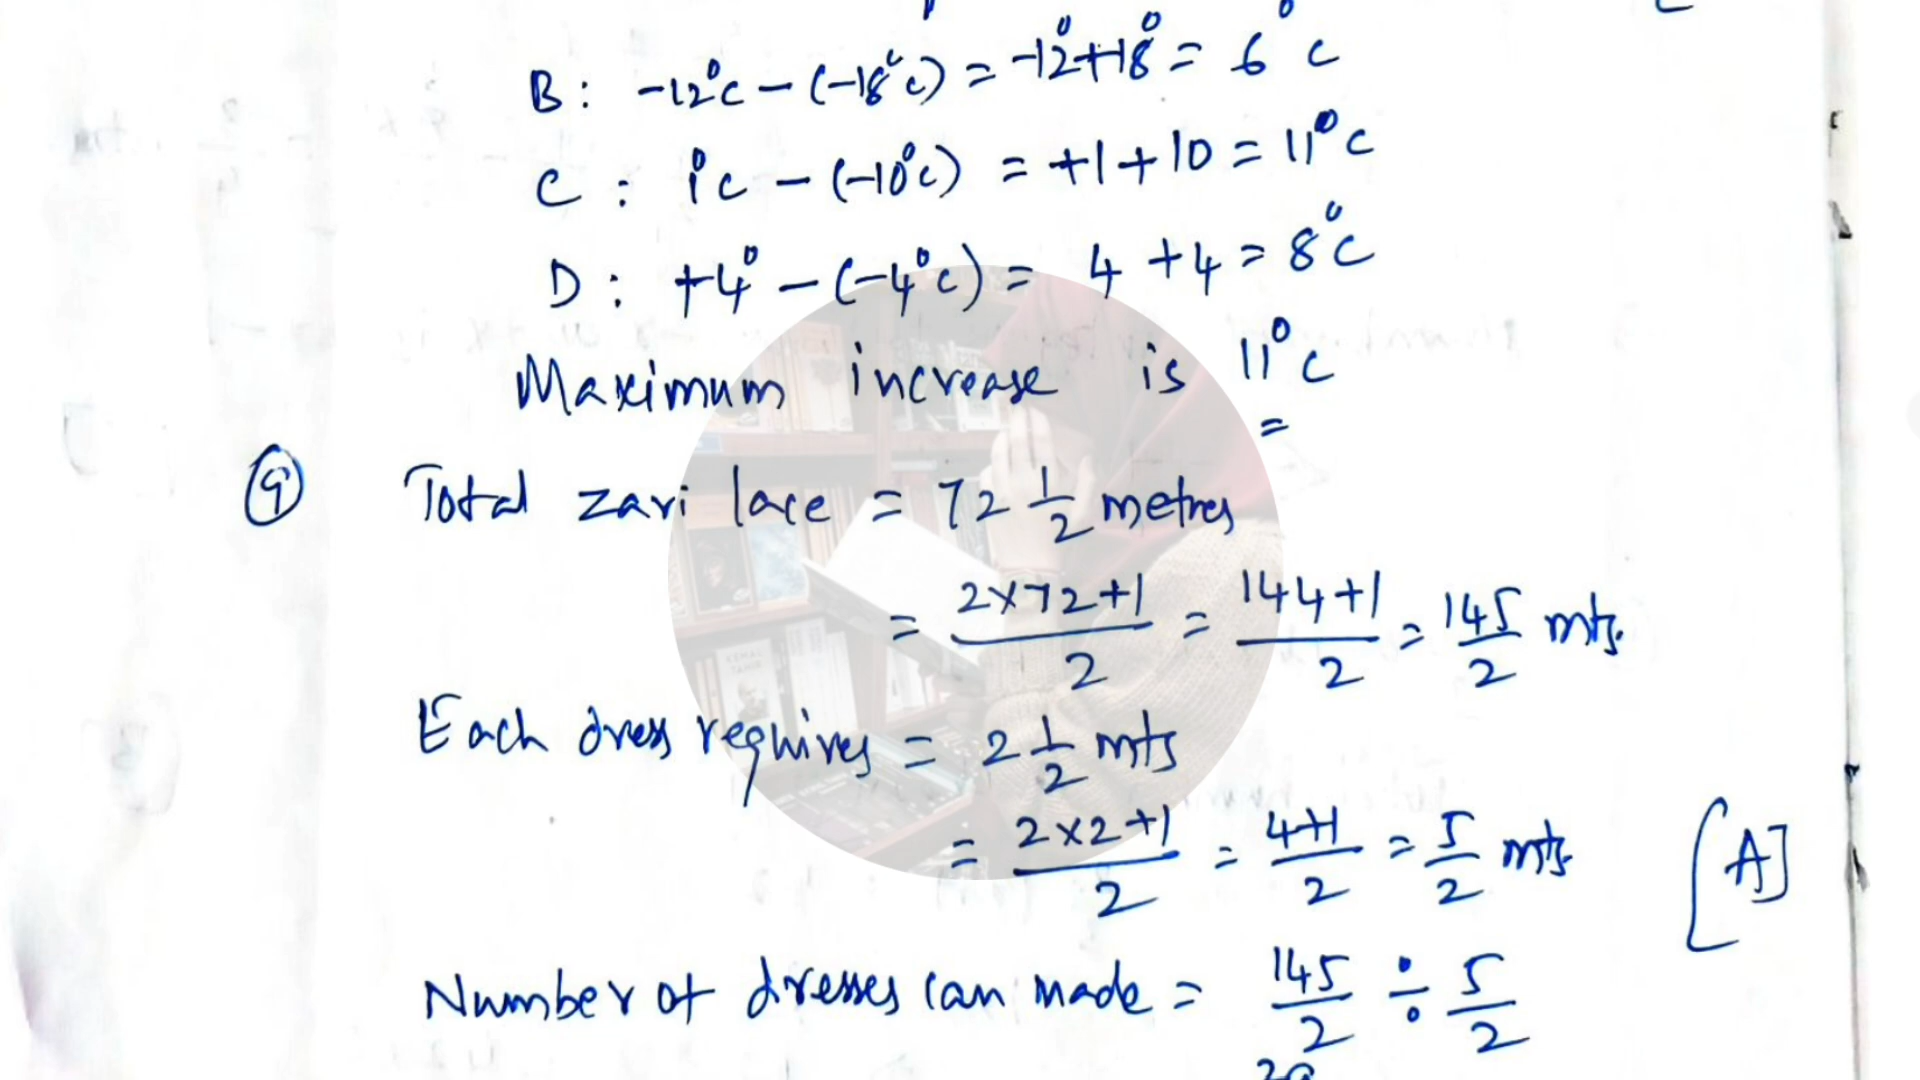 B : -12°c - (-18°c) = -12°+18° = 6°c
C : 1°c - (-10°c) = +1+10 = 11°c
D : +4° - (-4°c) = 4 +4 = 8°c
Maximum increase is 11°c
=
9 Total zari lace = 72 1/2 metres
= 2×72+1/2 = 144+1/2 = 145/2 mts.
Each dress requires = 2 1/2 mts
= 2×2+1/2 = 4+1/2 = 5/2 mts. [A]
Number of dresses can made = 145/2 ÷ 5/2